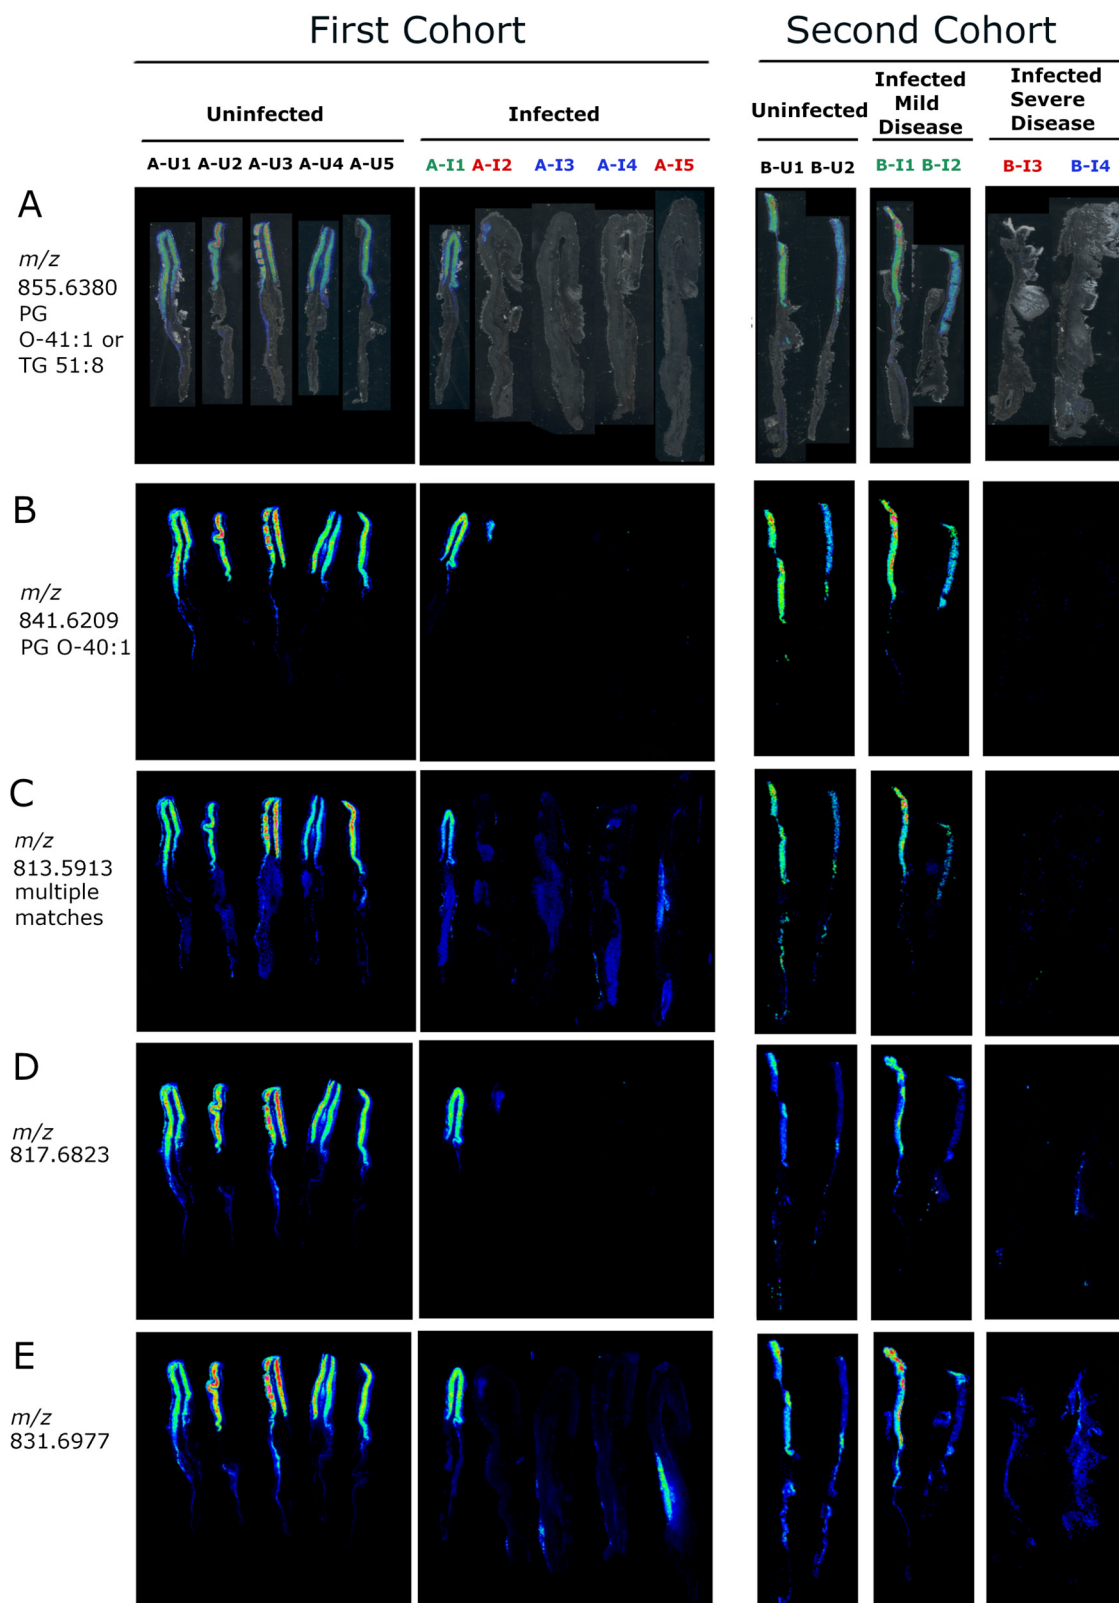 First Cohort
Second Cohort
Uninfected
Infected
Uninfected
Infected
Mild
Disease
Infected
Severe
Disease
A-U1 A-U2 A-U3 A-U4 A-U5
A-I1 A-I2 A-I3 A-I4 A-I5
B-U1 B-U2
B-I1 B-I2
B-I3 B-I4
A
m/z
855.6380
PG
O-41:1 or
TG 51:8
B
m/z
841.6209
PG O-40:1
C
m/z
813.5913
multiple
matches
D
m/z
817.6823
E
m/z
831.6977